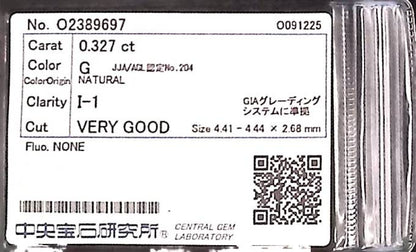 No. O2389697 O091225
Carat 0.327 ct
Color G JJA/AGL認定No.204
ColorOrigin NATURAL
Clarity I-1 GIAグレーディング
システムに準拠
Cut VERY GOOD Size 4.41 - 4.44 × 2.68 mm
Fluo. NONE
中央宝石研究所® CENTRAL GEM
LABORATORY